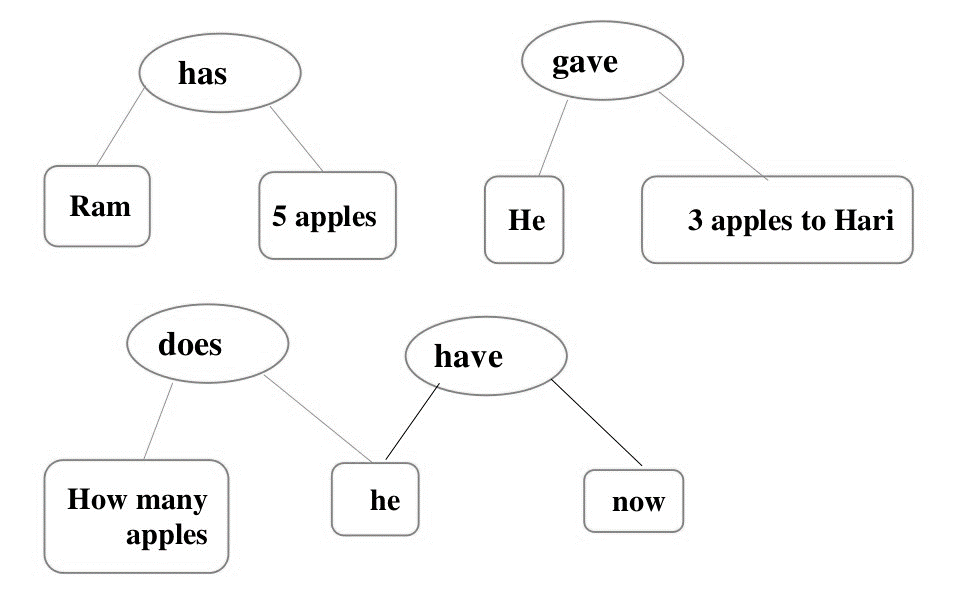 has
gave
Ram
5 apples
He
3 apples to Hari
does
have
How many
apples
he
now